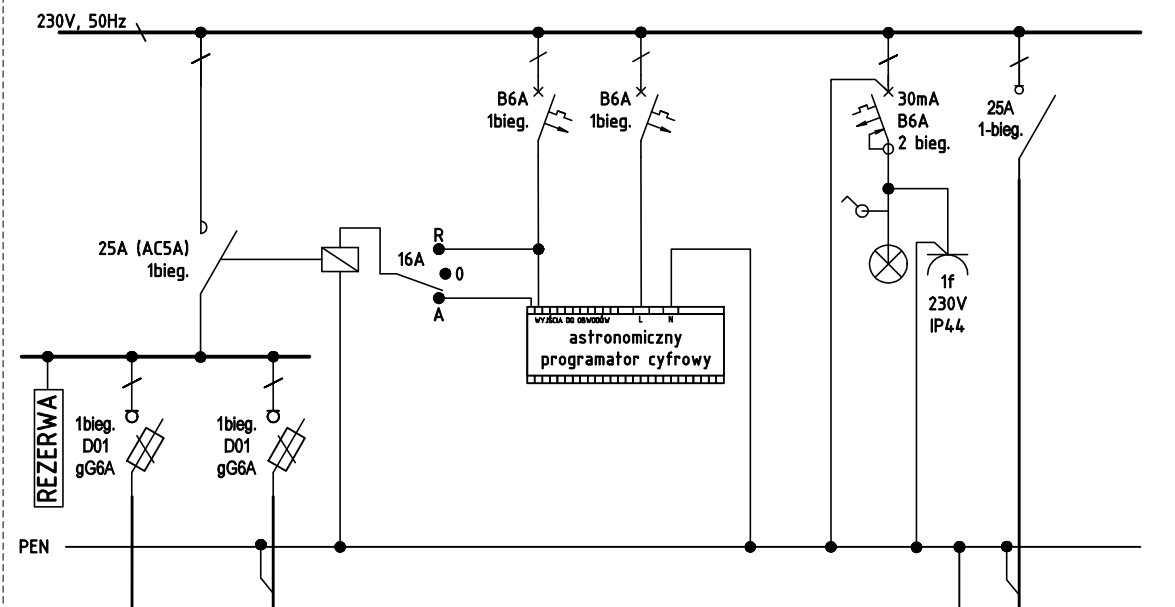 230V, 50Hz
B6A
1bieg.
B6A
1bieg.
30mA
B6A
2 bieg.
25A
1-bieg.
25A (AC5A)
1bieg.
R
16A
0
A
WYJŚCIA DO OBWODÓW
L
N
astronomiczny
programator cyfrowy
1f
230V
IP44
REZERWA
1bieg.
D01
gG6A
1bieg.
D01
gG6A
PEN